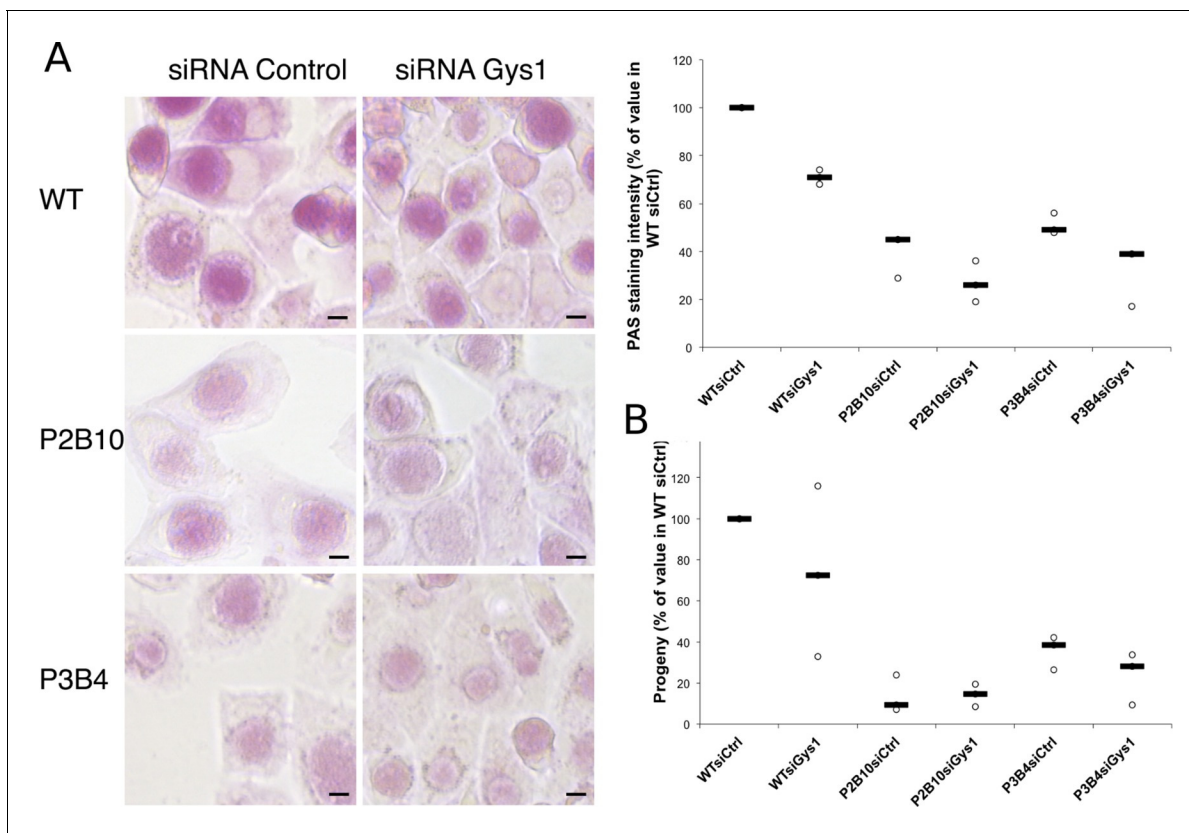 A
siRNA Control
siRNA Gys1
WT
P2B10
P3B4
PAS staining intensity (% of value in
WT siCtrl)
120
100
80
60
40
20
0
WTsiCtrl
WTsiGys1
P2B10siCtrl
P2B10siGys1
P3B4siCtrl
P3B4siGys1
B
Progeny (% of value in WT siCtrl)
120
100
80
60
40
20
0
WTsiCtrl
WTsiGys1
P2B10siCtrl
P2B10siGys1
P3B4siCtrl
P3B4siGys1